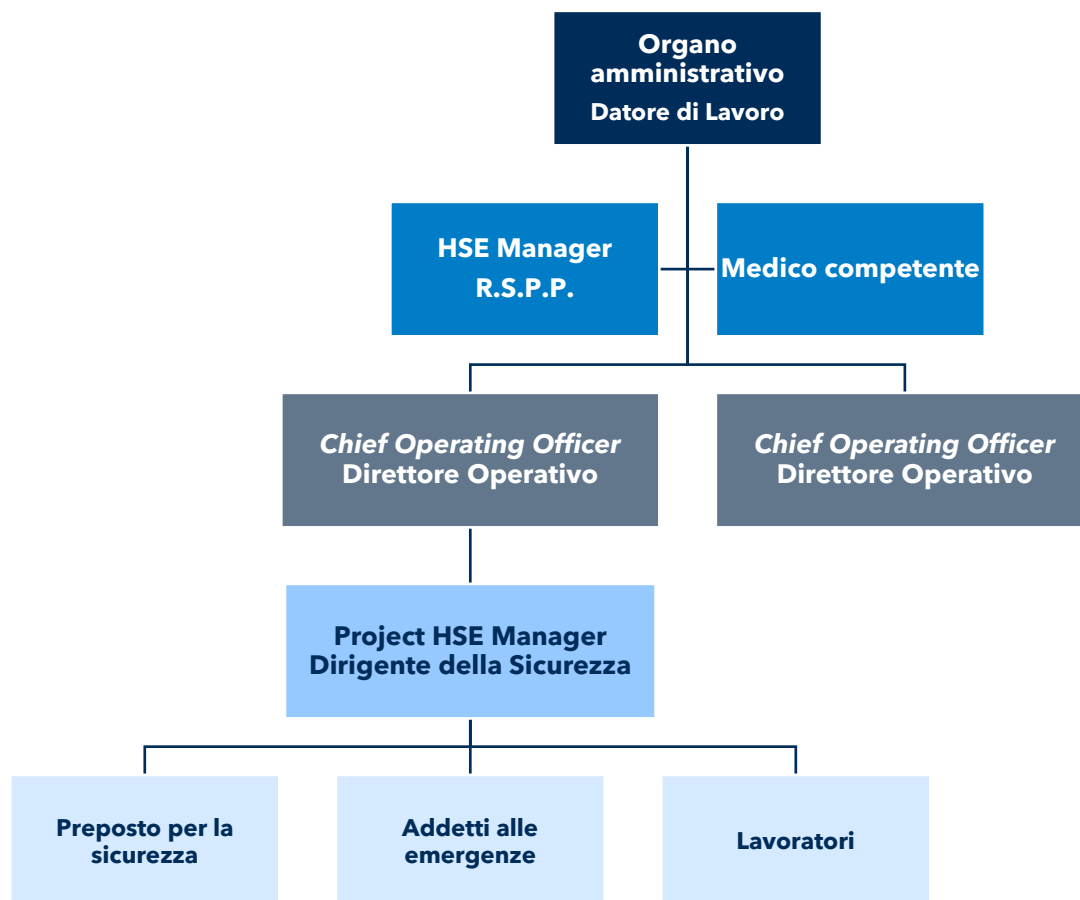 Organo
amministrativo
Datore di Lavoro
HSE Manager
R.S.P.P.
Medico competente
Chief Operating Officer
Direttore Operativo
Chief Operating Officer
Direttore Operativo
Project HSE Manager
Dirigente della Sicurezza
Preposto per la
sicurezza
Addetti alle
emergenze
Lavoratori